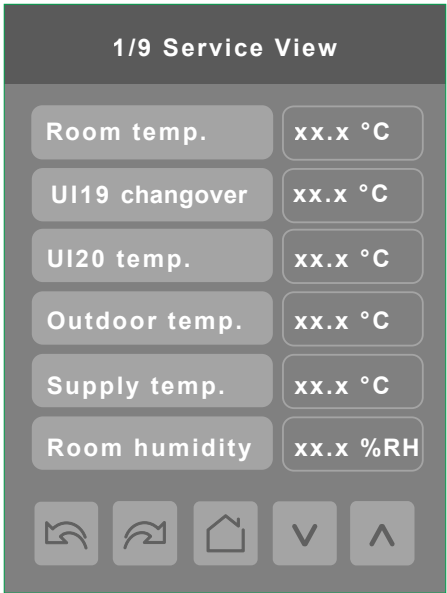 1/9 Service View
Room temp. xx.x °C
UI19 changover xx.x °C
UI20 temp. xx.x °C
Outdoor temp. xx.x °C
Supply temp. xx.x °C
Room humidity xx.x %RH